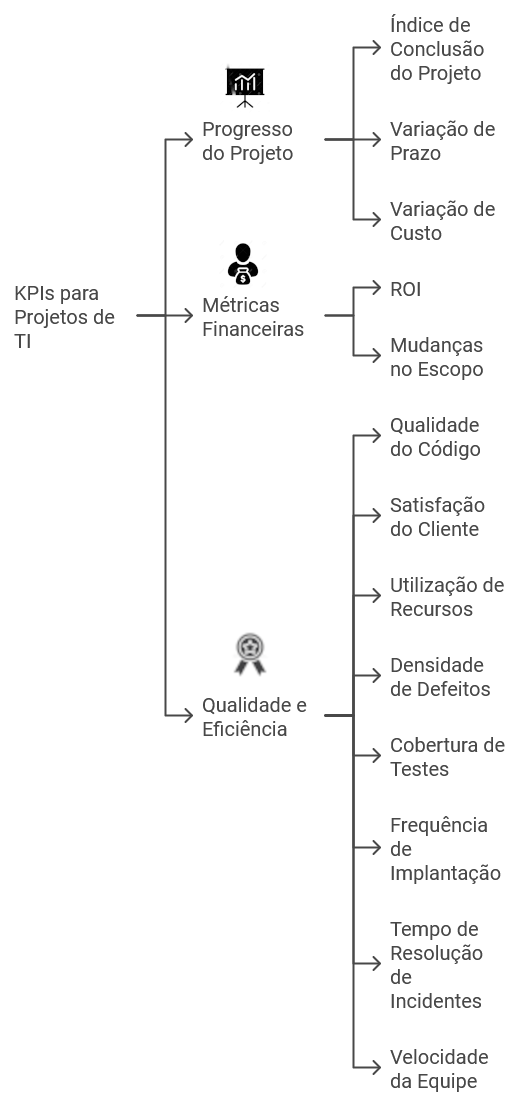 KPIs para
Projetos de
TI
Progresso
do Projeto
Índice de
Conclusão
do Projeto
Variação de
Prazo
Variação de
Custo
Métricas
Financeiras
ROI
Mudanças
no Escopo
Qualidade e
Eficiência
Qualidade
do Código
Satisfação
do Cliente
Utilização de
Recursos
Densidade
de Defeitos
Cobertura de
Testes
Frequência
de
Implantação
Tempo de
Resolução
de
Incidentes
Velocidade
da Equipe